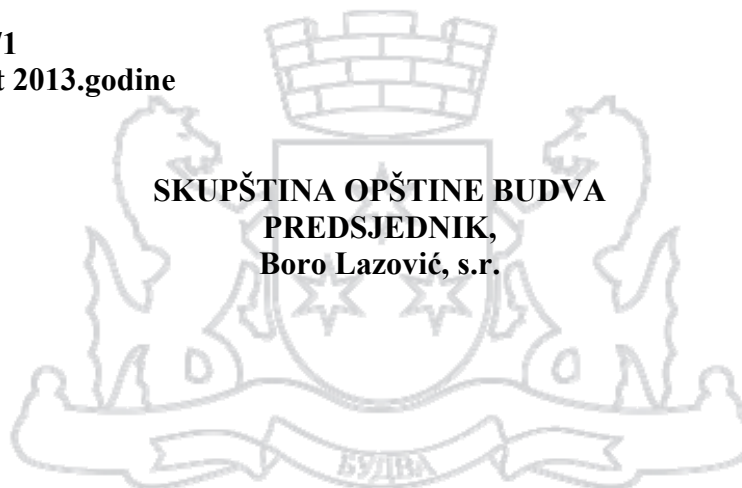 /1
t 2013.godine
SKUPŠTINA OPŠTINE BUDVA
PREDSJEDNIK,
Boro Lazović, s.r.
БУДВА